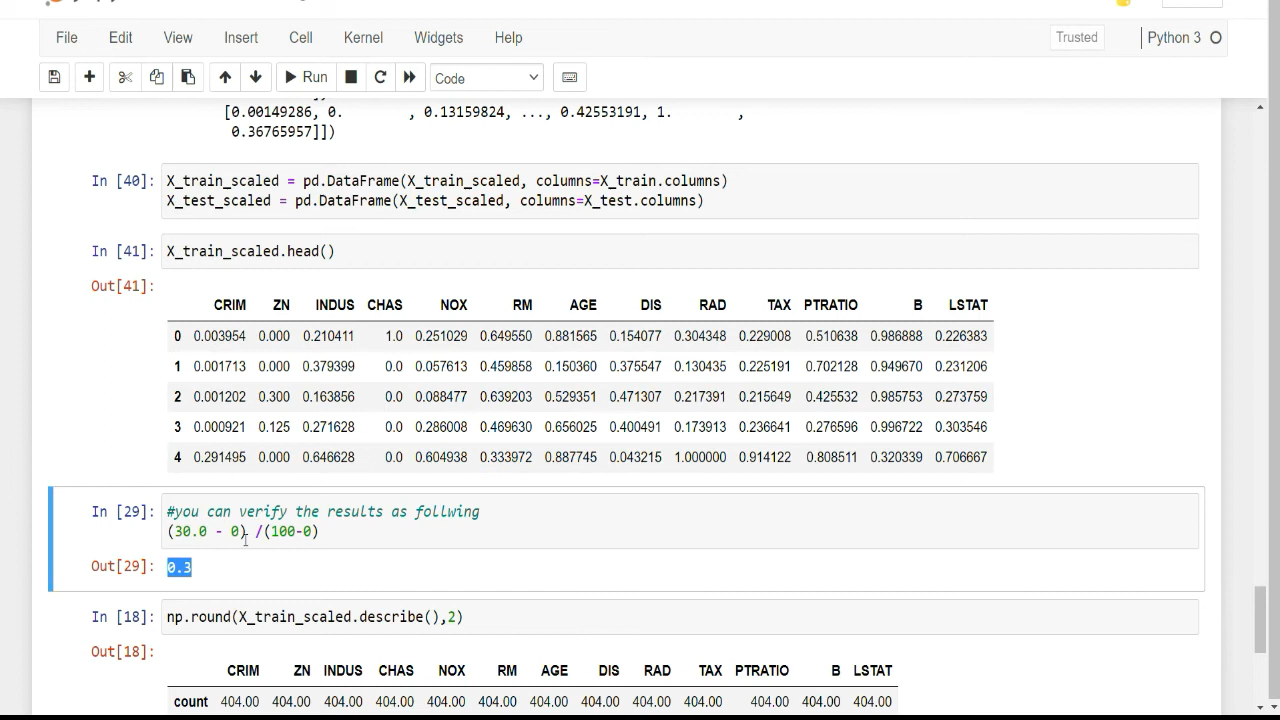 File Edit View Insert Cell Kernel Widgets Help Trusted Python 3
Run Code
[0.00149286, 0. , 0.13159824, ..., 0.42553191, 1. ,
0.36765957]])
In [40]: X_train_scaled = pd.DataFrame(X_train_scaled, columns=X_train.columns)
X_test_scaled = pd.DataFrame(X_test_scaled, columns=X_test.columns)
In [41]: X_train_scaled.head()
Out[41]:
CRIM ZN INDUS CHAS NOX RM AGE DIS RAD TAX PTRATIO B LSTAT
0 0.003954 0.000 0.210411 1.0 0.251029 0.649550 0.881565 0.154077 0.304348 0.229008 0.510638 0.986888 0.226383
1 0.001713 0.000 0.379399 0.0 0.057613 0.459858 0.150360 0.375547 0.130435 0.225191 0.702128 0.949670 0.231206
2 0.001202 0.300 0.163856 0.0 0.088477 0.639203 0.529351 0.471307 0.217391 0.215649 0.425532 0.985753 0.273759
3 0.000921 0.125 0.271628 0.0 0.286008 0.469630 0.656025 0.400491 0.173913 0.236641 0.276596 0.996722 0.303546
4 0.291495 0.000 0.646628 0.0 0.604938 0.333972 0.887745 0.043215 1.000000 0.914122 0.808511 0.320339 0.706667
In [29]: #you can verify the results as follwing
(30.0 - 0) /(100-0)
Out[29]: 0.3
In [18]: np.round(X_train_scaled.describe(),2)
Out[18]:
CRIM ZN INDUS CHAS NOX RM AGE DIS RAD TAX PTRATIO B LSTAT
count 404.00 404.00 404.00 404.00 404.00 404.00 404.00 404.00 404.00 404.00 404.00 404.00 404.00